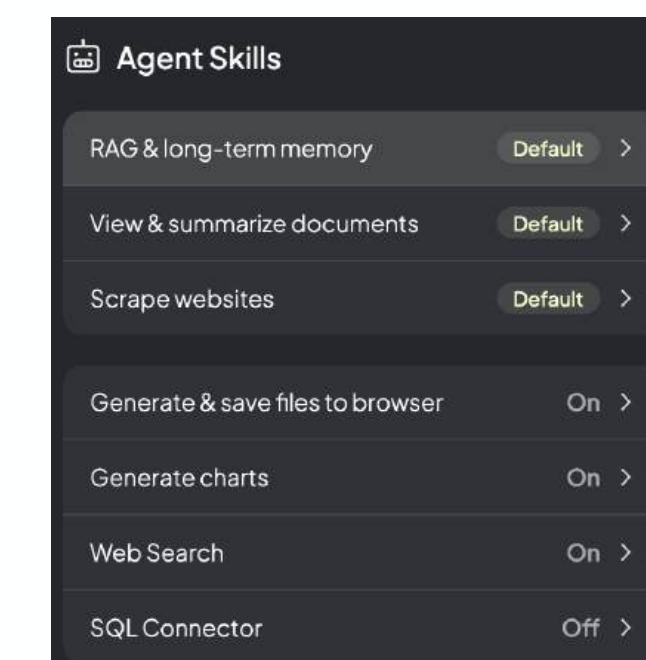 Agent Skills
RAG & long-term memory Default
View & summarize documents Default
Scrape websites Default
Generate & save files to browser On
Generate charts On
Web Search On
SQL Connector Off